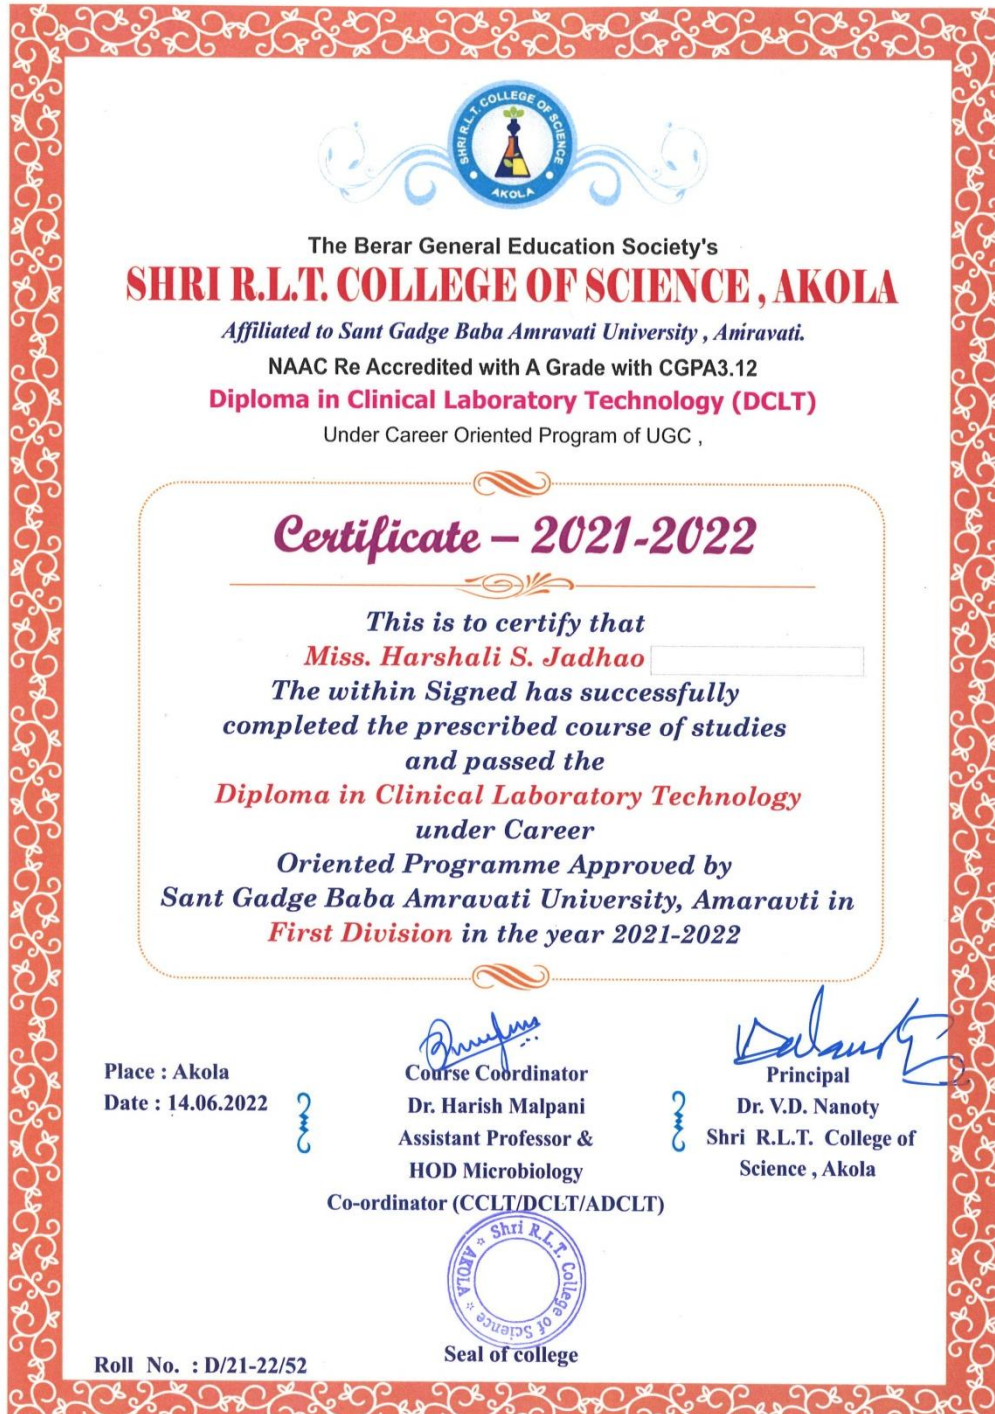 SHRI R.L.T. COLLEGE OF SCIENCE
AKOLA
The Berar General Education Society's
SHRI R.L.T. COLLEGE OF SCIENCE , AKOLA
Affiliated to Sant Gadge Baba Amravati University , Amravati.
NAAC Re Accredited with A Grade with CGPA3.12
Diploma in Clinical Laboratory Technology (DCLT)
Under Career Oriented Program of UGC ,
Certificate – 2021-2022
This is to certify that
Miss. Harshali S. Jadhao
The within Signed has successfully
completed the prescribed course of studies
and passed the
Diploma in Clinical Laboratory Technology
under Career
Oriented Programme Approved by
Sant Gadge Baba Amravati University, Amaravti in
First Division in the year 2021-2022
Place : Akola
Date : 14.06.2022
Course Coordinator
Dr. Harish Malpani
Assistant Professor &
HOD Microbiology
Co-ordinator (CCLT/DCLT/ADCLT)
Principal
Dr. V.D. Nanoty
Shri R.L.T. College of
Science , Akola
Shri R.L.T. College of Science
AKOLA
Seal of college
Roll No. : D/21-22/52